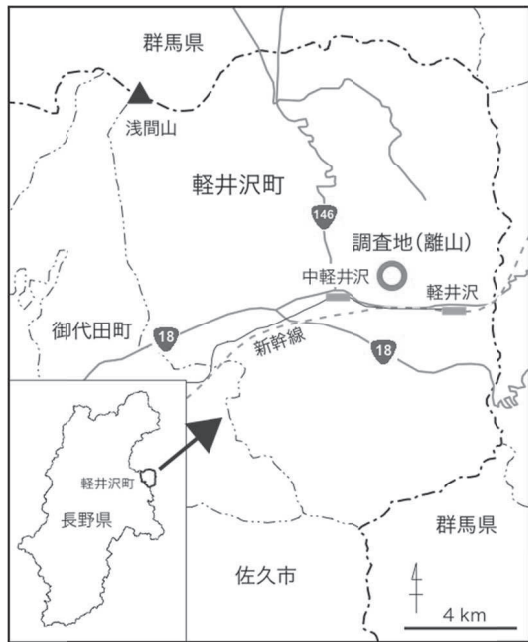 群馬県
浅間山
軽井沢町
146
調査地(離山)
中軽井沢
軽井沢
御代田町
18
新幹線
18
軽井沢町
長野県
群馬県
佐久市
4 km